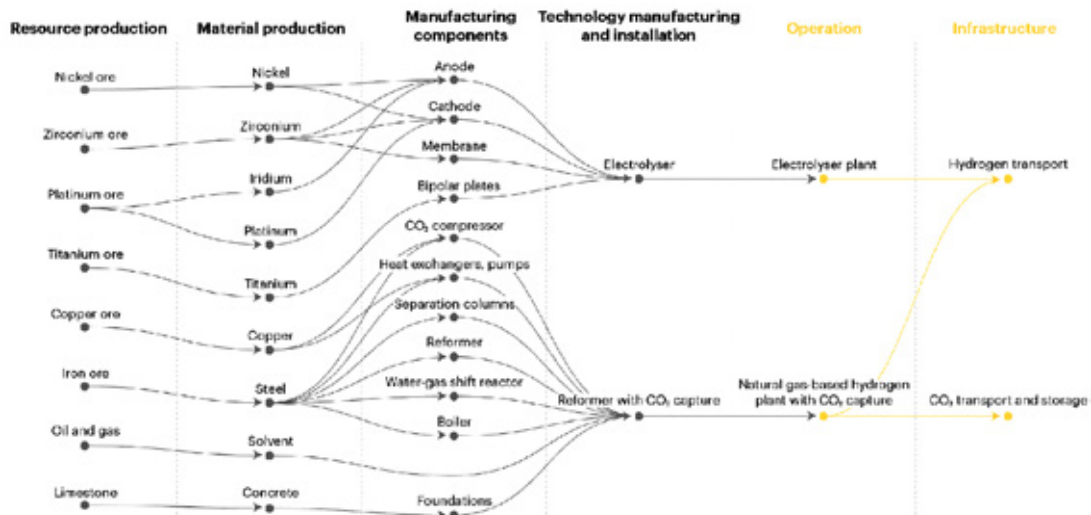 Resource production
Material production
Manufacturing
components
Technology manufacturing
and installation
Operation
Infrastructure
Nickel ore
Zirconium ore
Platinum ore
Titanium ore
Copper ore
Iron ore
Oil and gas
Limestone
Nickel
Zirconium
Iridium
Platinum
Titanium
Copper
Steel
Solvent
Concrete
Anode
Cathode
Membrane
Bipolar plates
CO₂ compressor
Heat exchangers, pumps
Separation columns
Reformer
Water-gas shift reactor
Boiler
Foundations
Electrolyser
Reformer with CO₂ capture
Electrolyser plant
Natural gas-based hydrogen
plant with CO₂ capture
Hydrogen transport
CO₂ transport and storage